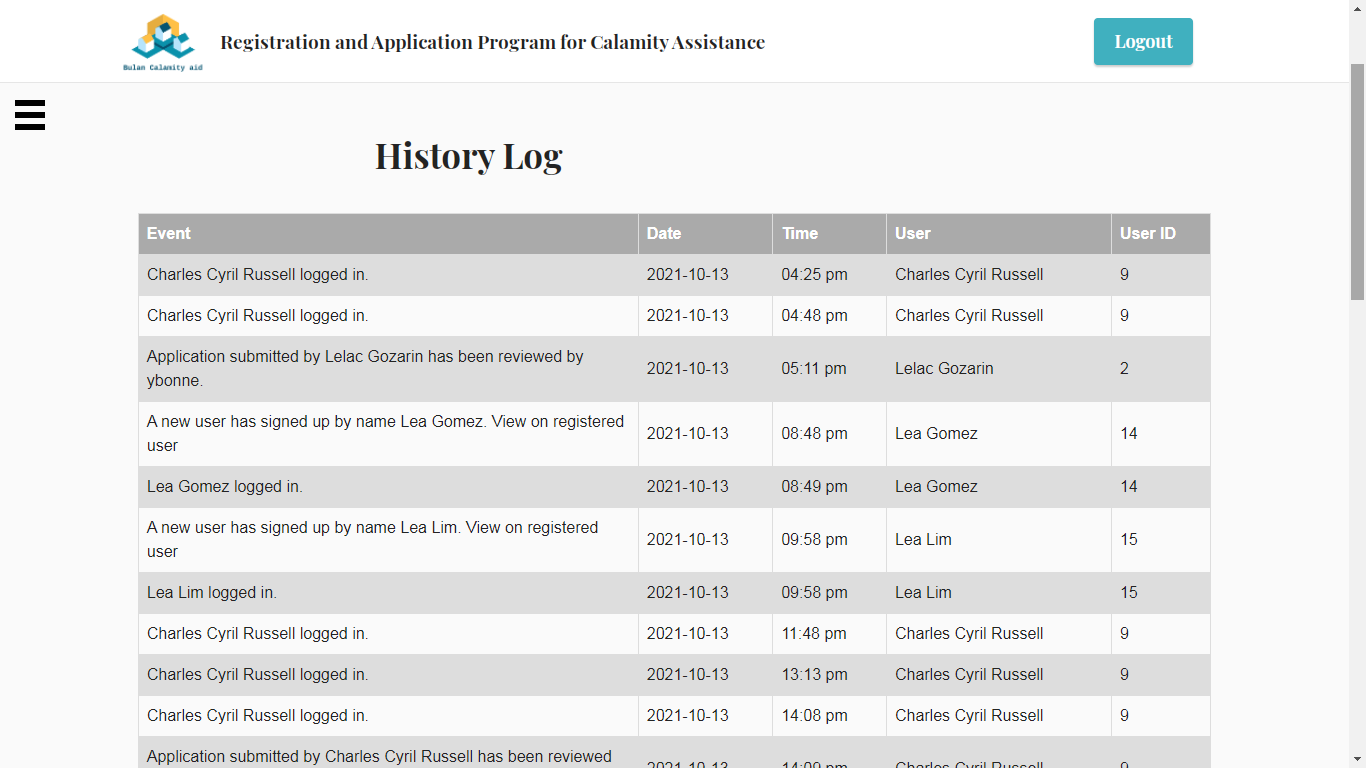 Bulan Calamity aid
Registration and Application Program for Calamity Assistance
Logout
History Log
Event Date Time User User ID
Charles Cyril Russell logged in. 2021-10-13 04:25 pm Charles Cyril Russell 9
Charles Cyril Russell logged in. 2021-10-13 04:48 pm Charles Cyril Russell 9
Application submitted by Lelac Gozarin has been reviewed by
ybonne. 2021-10-13 05:11 pm Lelac Gozarin 2
A new user has signed up by name Lea Gomez. View on registered
user 2021-10-13 08:48 pm Lea Gomez 14
Lea Gomez logged in. 2021-10-13 08:49 pm Lea Gomez 14
A new user has signed up by name Lea Lim. View on registered
user 2021-10-13 09:58 pm Lea Lim 15
Lea Lim logged in. 2021-10-13 09:58 pm Lea Lim 15
Charles Cyril Russell logged in. 2021-10-13 11:48 pm Charles Cyril Russell 9
Charles Cyril Russell logged in. 2021-10-13 13:13 pm Charles Cyril Russell 9
Charles Cyril Russell logged in. 2021-10-13 14:08 pm Charles Cyril Russell 9
Application submitted by Charles Cyril Russell has been reviewed
2021-10-13 14:09 pm Charles Cyril Russell 9